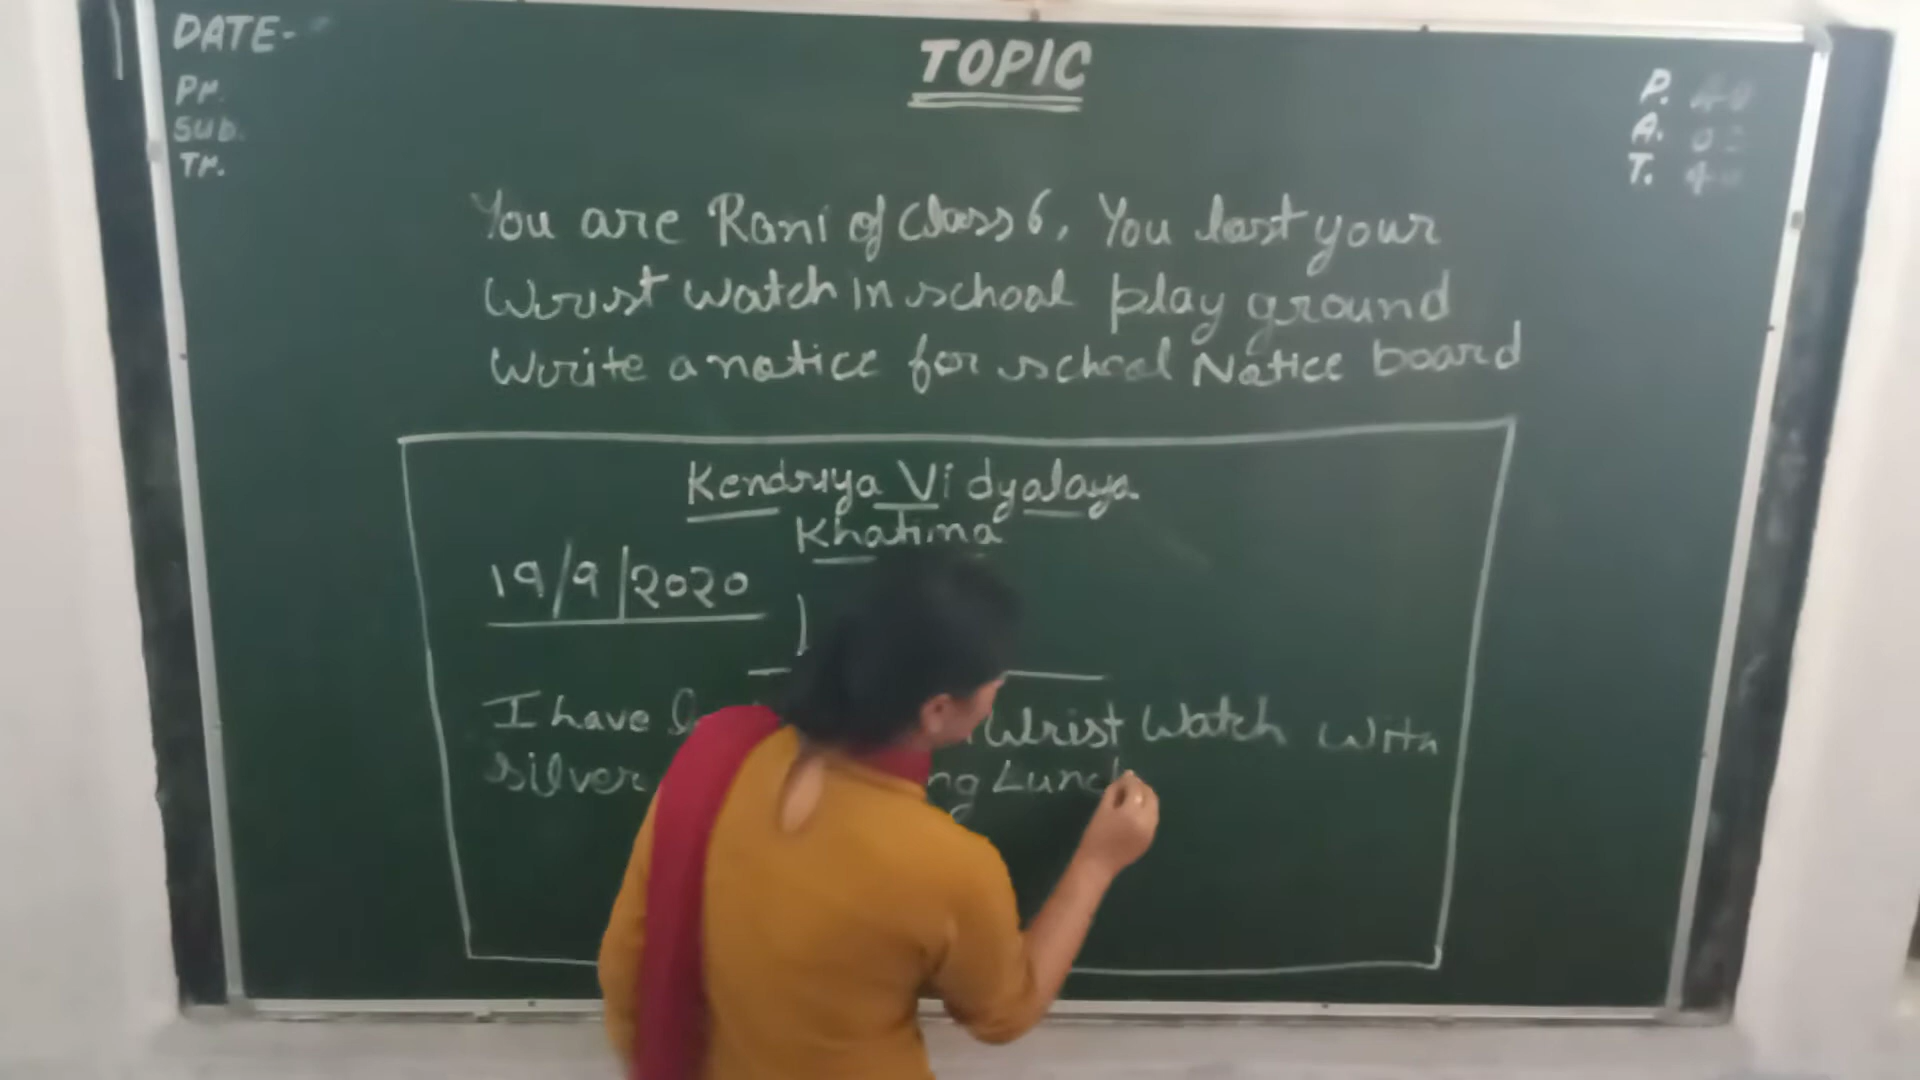 DATE-
TOPIC
Pr.
Sub.
Tr.
P.
A.
T.
You are Rani of Class 6. You lost your
Wrist watch in school play ground
Write a notice for school Notice board
Kendriya Vidyalaya
Khatima
19/9/2020
I have Wrist Watch With
silver Lunch